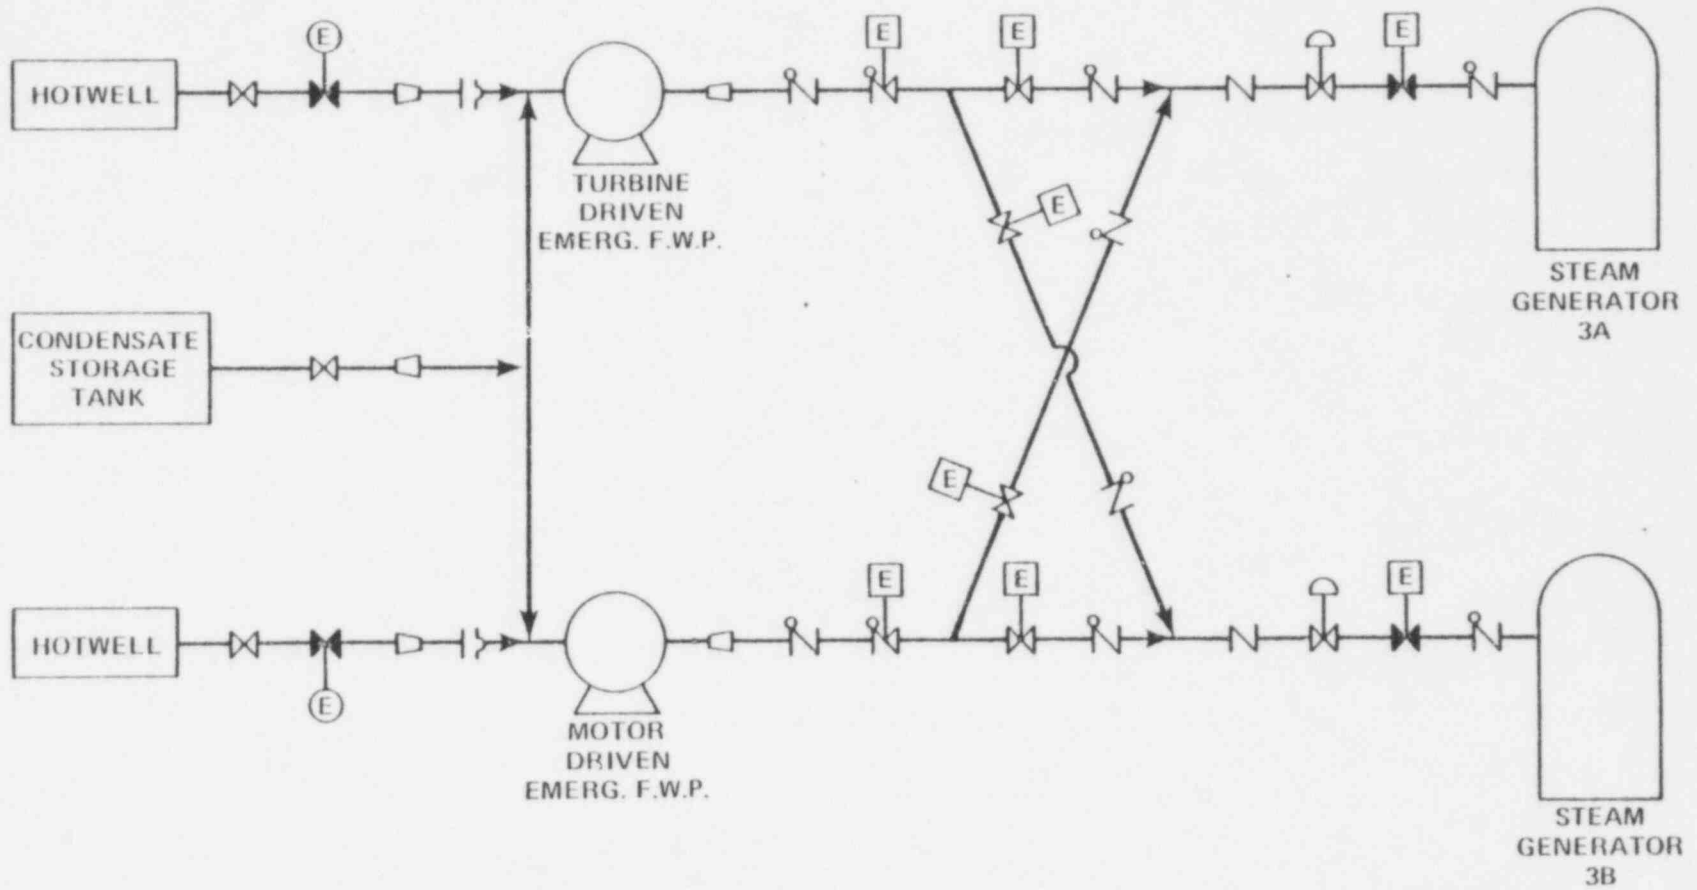 E
E
E
E
HOTWELL
TURBINE
DRIVEN
EMERG. F.W.P.
E
STEAM
GENERATOR
3A
CONDENSATE
STORAGE
TANK
E
E
E
E
HOTWELL
E
MOTOR
DRIVEN
EMERG. F.W.P.
STEAM
GENERATOR
3B